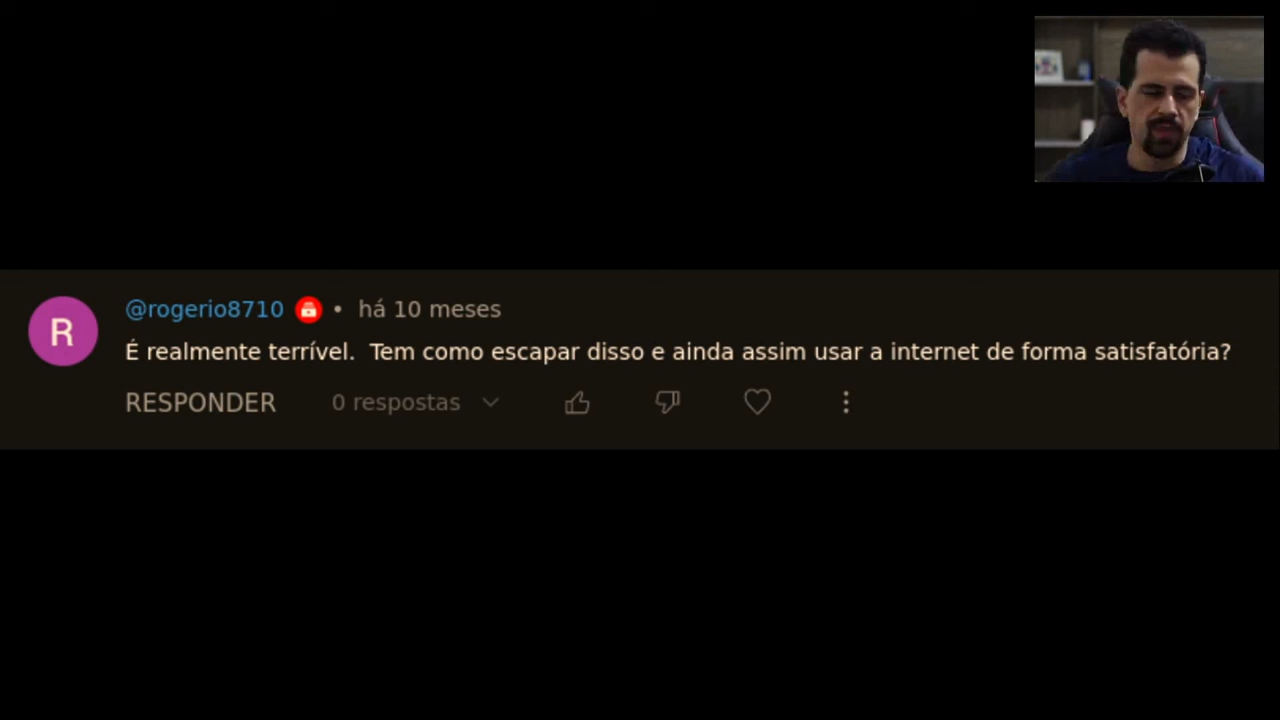 R
@rogerio8710 • há 10 meses
É realmente terrível. Tem como escapar disso e ainda assim usar a internet de forma satisfatória?
RESPONDER 0 respostas